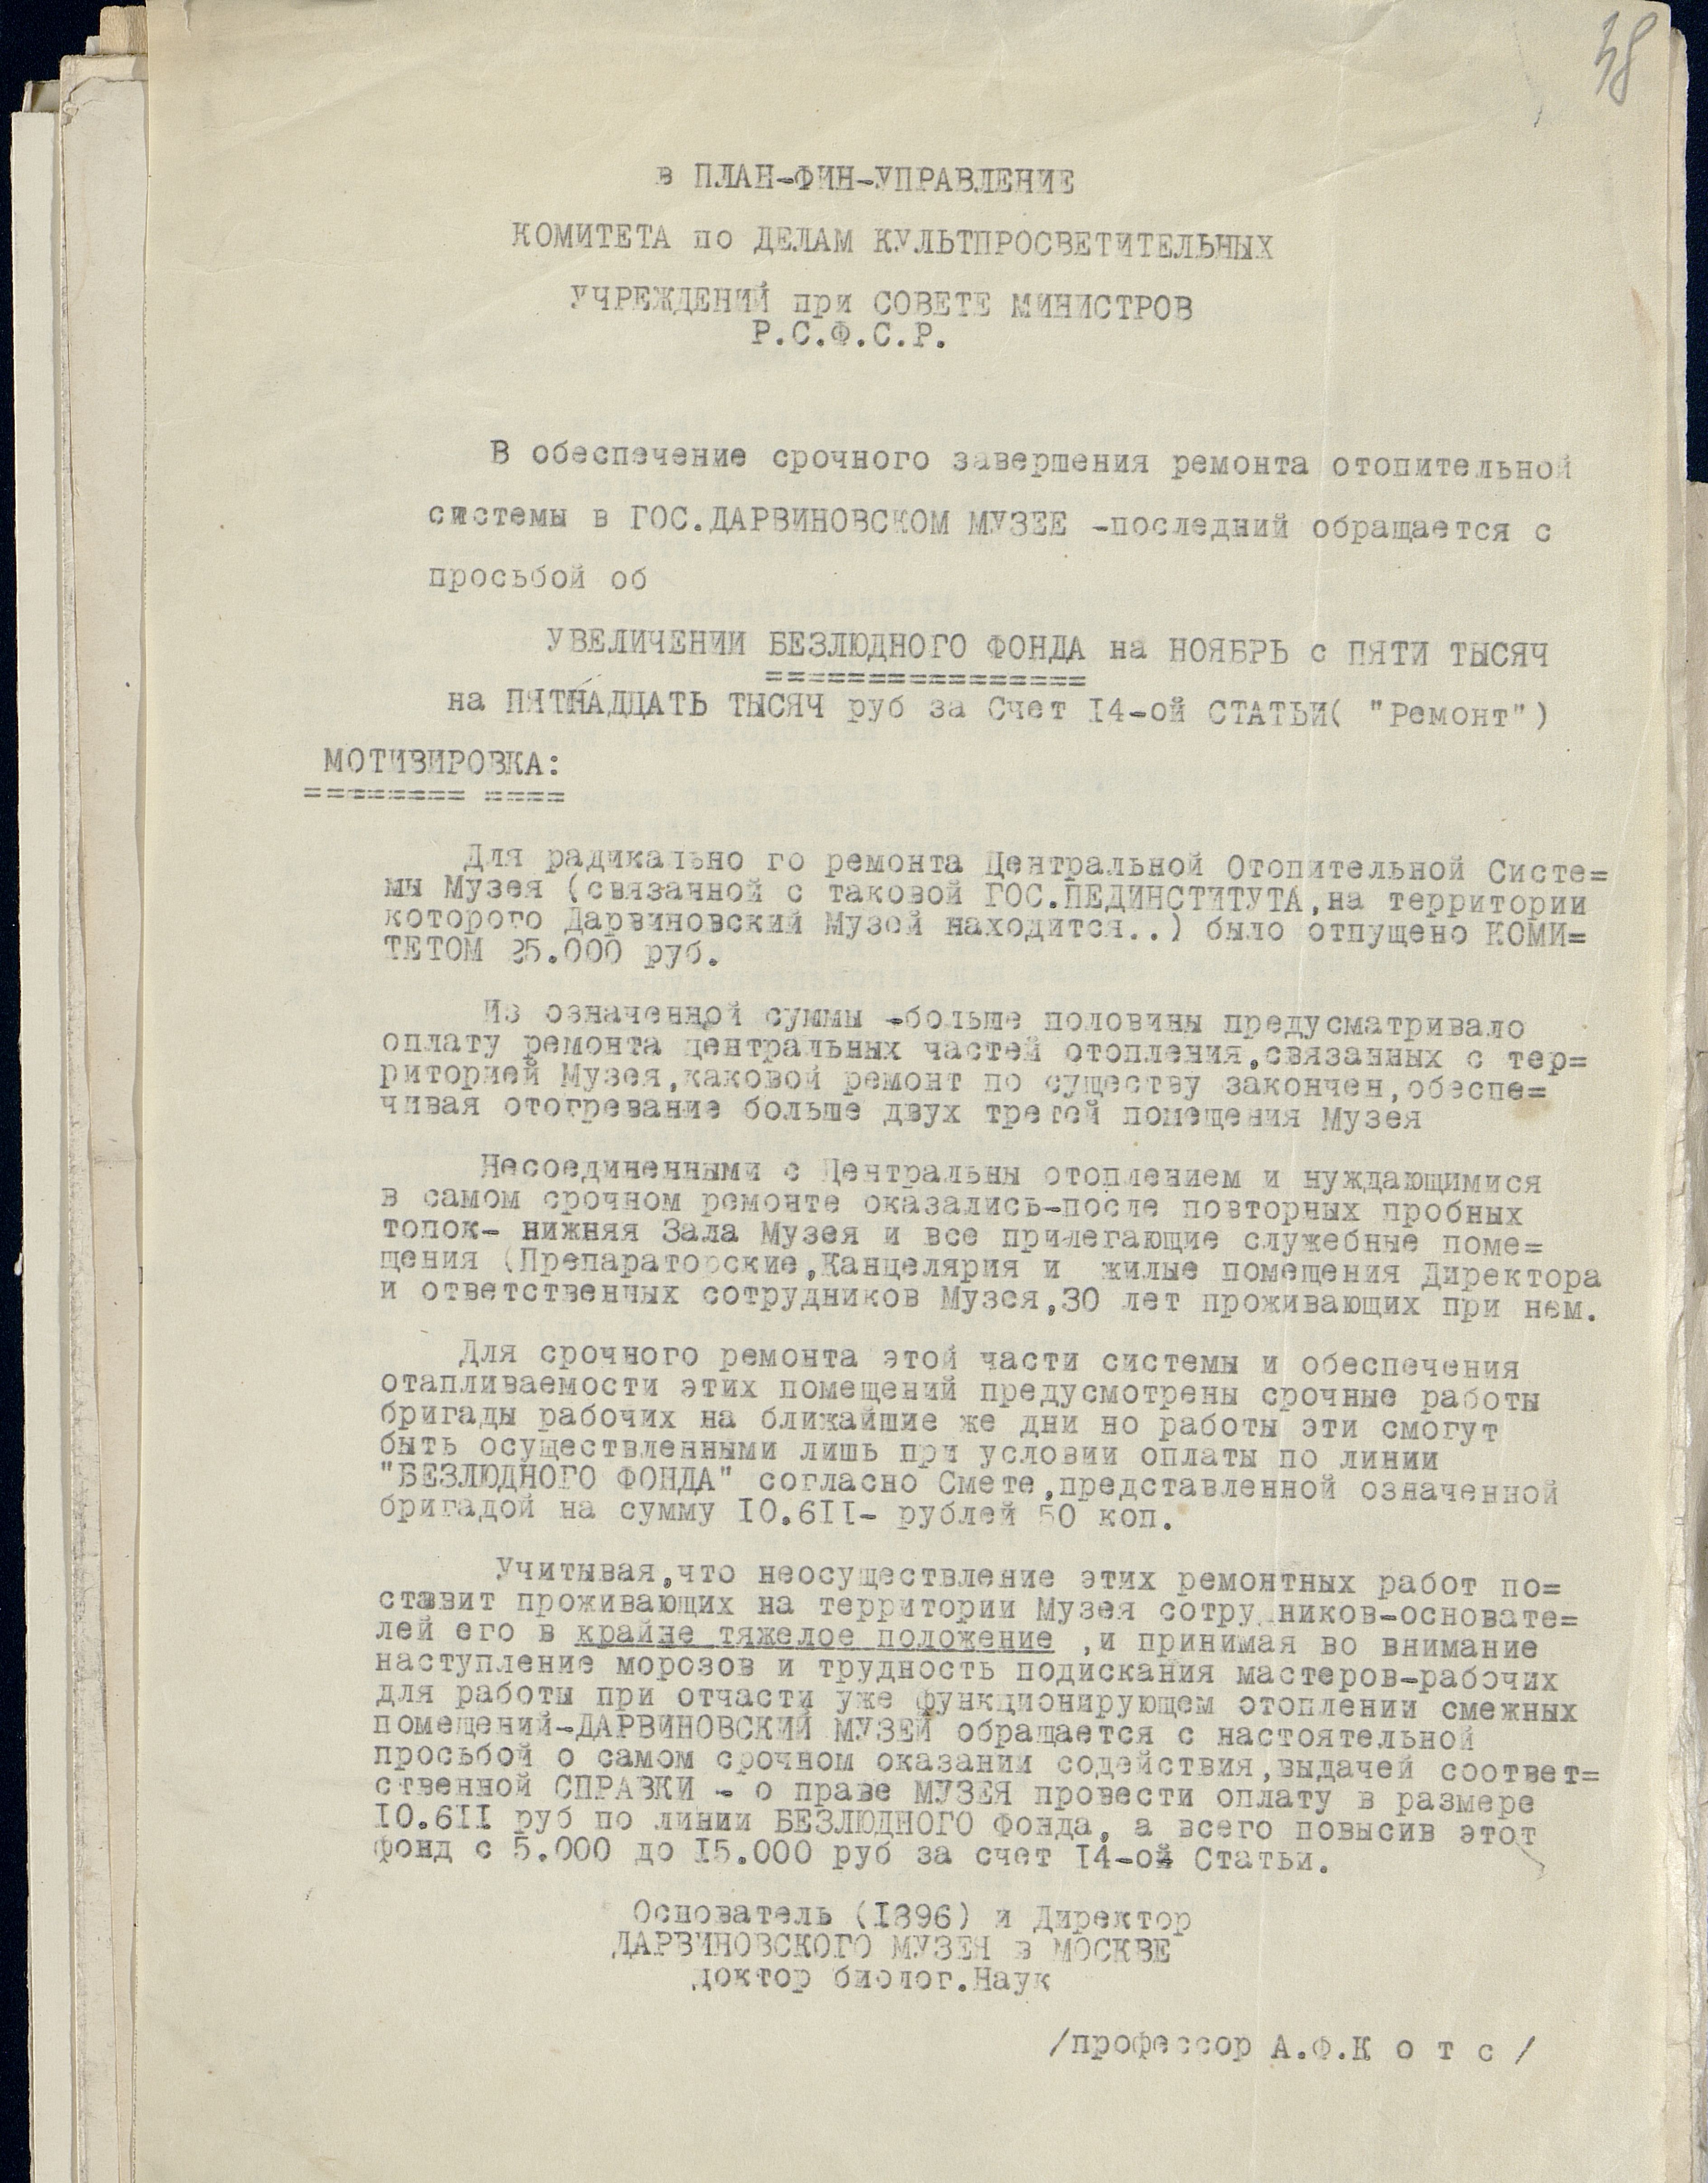 38
в ПЛАН-ФИН-УПРАВЛЕНИЕ
КОМИТЕТА по ДЕЛАМ КУЛЬТПРОСВЕТИТЕЛЬНЫХ
УЧРЕЖДЕНИЙ при СОВЕТЕ МИНИСТРОВ
Р.С.Ф.С.Р.
В обеспечение срочного завершения ремонта отопительной
системы в ГОС.ДАРВИНОВСКОМ МУЗЕЕ -последний обращается с
просьбой об
УВЕЛИЧЕНИИ БЕЗЛЮДНОГО ФОНДА на НОЯБРЬ с ПЯТИ ТЫСЯЧ
================
на ПЯТНАДЦАТЬ ТЫСЯЧ руб за Счет I4-ой СТАТЬИ( "Ремонт")
МОТИВИРОВКА:
======== ====
Для радикально го ремонта Центральной Отопительной Систе=
мы Музея (связанной с таковой ГОС.ПЕДИНСТИТУТА,на территории
которого Дарвиновский Музей находится..) было отпущено КОМИ=
ТЕТОМ 25.000 руб.
Из означенной суммы -больше половины предусматривало
оплату ремонта центральных частей отопления,связанных с тер=
риторией Музея,каковой ремонт по существу закончен,обеспе=
чивая отогревание больше двух третей помещения Музея
Несоединенными с Центральны отоплением и нуждающимися
в самом срочном ремонте оказались-после повторных пробных
топок- нижняя Зала Музея и все прилегающие служебные поме=
щения (Препараторские,Канцелярия и жилые помещения Директора
и ответственных сотрудников Музея,30 лет проживающих при нем.
Для срочного ремонта этой части системы и обеспечения
отапливаемости этих помещений предусмотрены срочные работы
бригады рабочих на ближайшие же дни но работы эти смогут
быть осуществленными лишь при условии оплаты по линии
"БЕЗЛЮДНОГО ФОНДА" согласно Смете,представленной означенной
бригадой на сумму I0.6II- рублей 50 коп.
Учитывая,что неосуществление этих ремонтных работ по=
ставит проживающих на территории Музея сотрудников-основате=
лей его в крайне тяжелое положение ,и принимая во внимание
наступление морозов и трудность подискания мастеров-рабочих
для работы при отчасти уже функционирующем отоплении смежных
помещений-ДАРВИНОВСКИЙ МУЗЕЙ обращается с настоятельной
просьбой о самом срочном оказании содействия,выдачей соответ=
ственной СПРАВКИ - о праве МУЗЕЯ провести оплату в размере
I0.6II руб по линии БЕЗЛЮДНОГО Фонда, а всего повысив этот
фонд с 5.000 до I5.000 руб за счет I4-ой Статьи.
Основатель (I896) и Директор
ДАРВИНОВСКОГО МУЗЕЯ в МОСКВЕ
доктор биолог.Наук
/профессор А.Ф.К о т с /